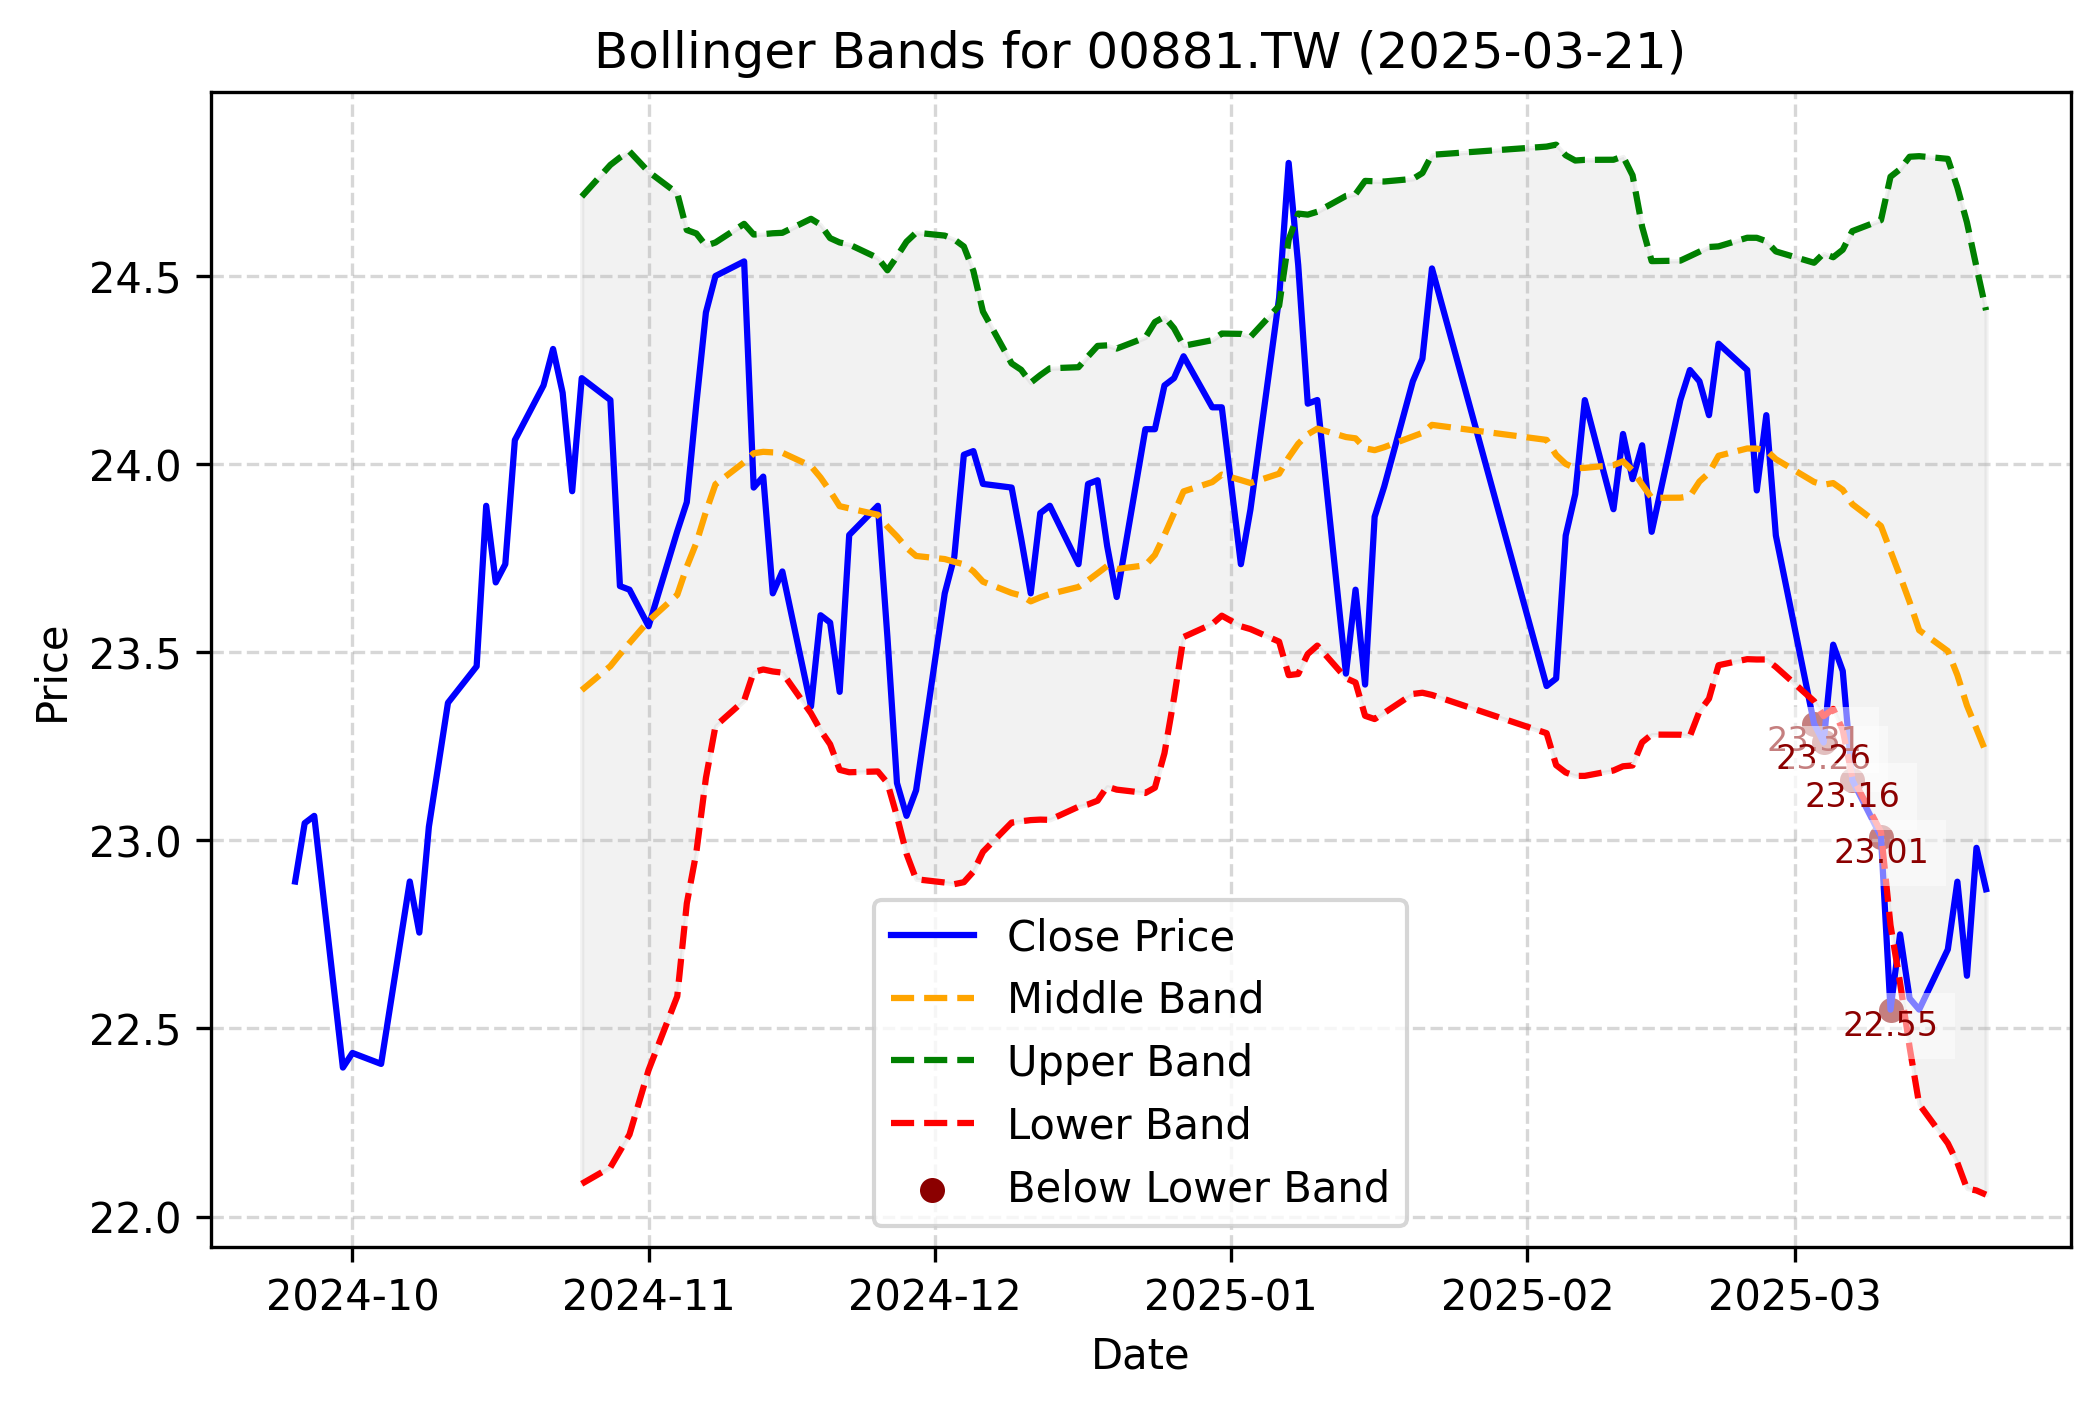 Bollinger Bands for 00881.TW (2025-03-21)
Price
24.5
24.0
23.5
23.0
22.5
22.0
23.31
23.26
23.16
23.01
22.55
Close Price
Middle Band
Upper Band
Lower Band
Below Lower Band
2024-10
2024-11
2024-12
2025-01
2025-02
2025-03
Date